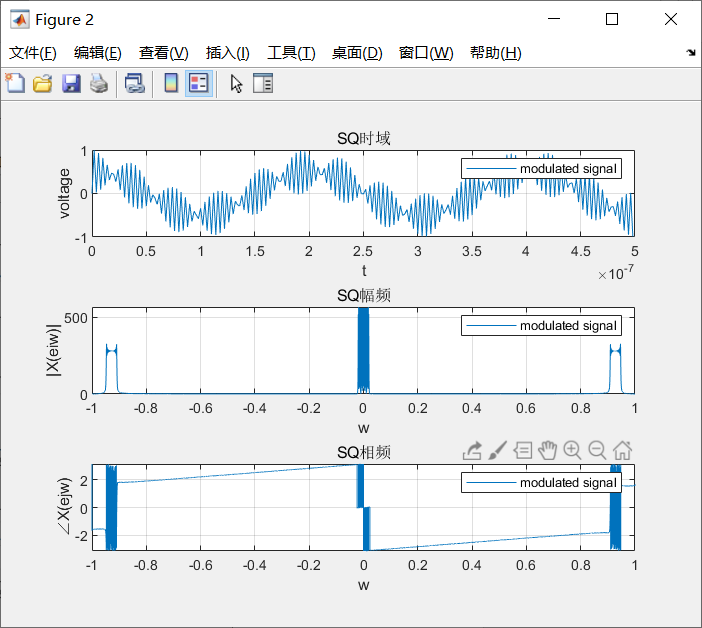 Figure 2
文件(F) 编辑(E) 查看(V) 插入(I) 工具(T) 桌面(D) 窗口(W) 帮助(H)
SQ时域
voltage
1
0
-1
modulated signal
0 0.5 1 1.5 2 2.5 3 3.5 4 4.5 5
t
×10-7
SQ幅频
|X(eiw)|
500
0
modulated signal
-1 -0.8 -0.6 -0.4 -0.2 0 0.2 0.4 0.6 0.8 1
w
SQ相频
∠X(ejw)
2
0
-2
modulated signal
-1 -0.8 -0.6 -0.4 -0.2 0 0.2 0.4 0.6 0.8 1
w